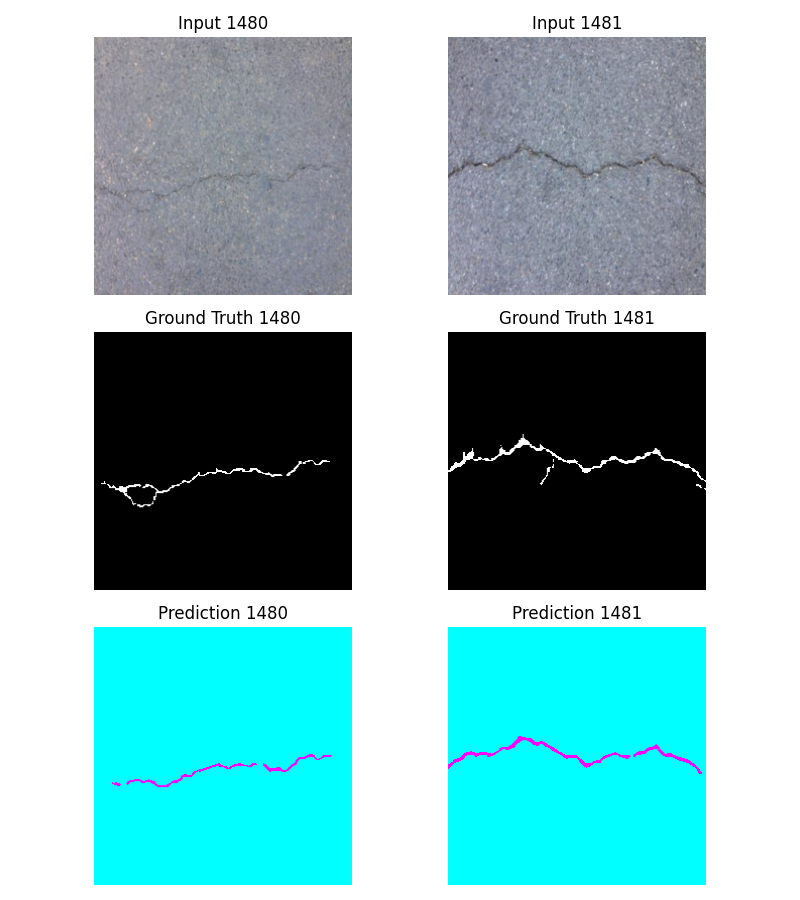 Input 1480
Input 1481
Ground Truth 1480
Ground Truth 1481
Prediction 1480
Prediction 1481